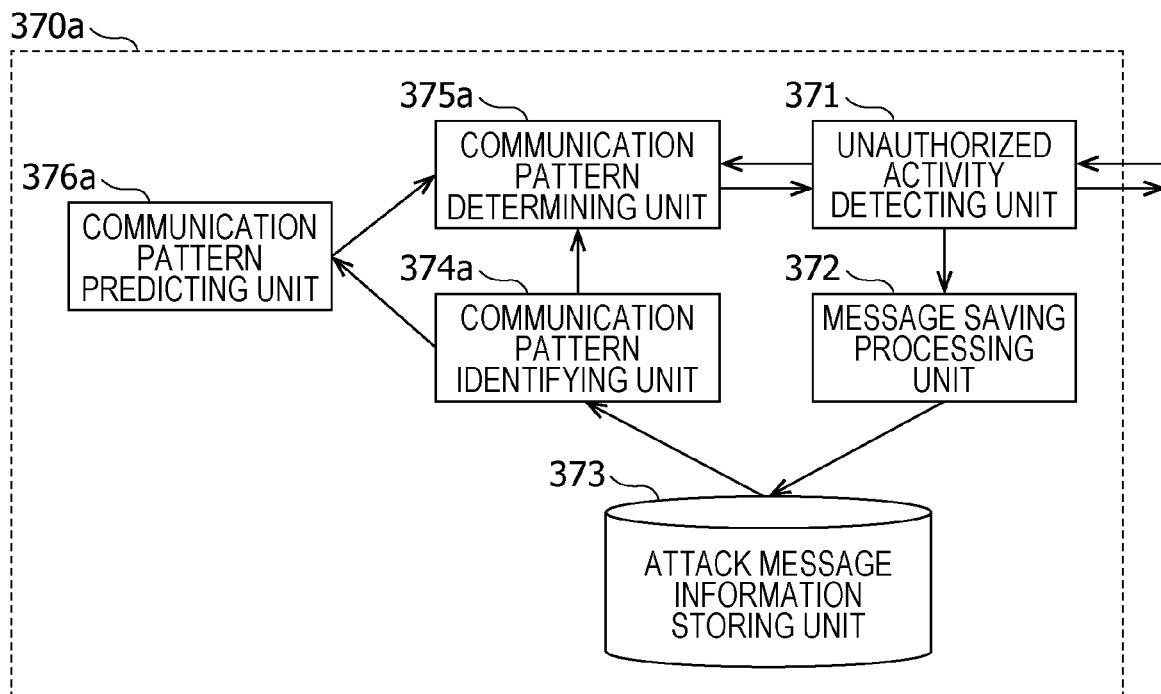 370a
375a
COMMUNICATION
PATTERN
DETERMINING UNIT
371
UNAUTHORIZED
ACTIVITY
DETECTING UNIT
376a
COMMUNICATION
PATTERN
PREDICTING UNIT
374a
COMMUNICATION
PATTERN
IDENTIFYING UNIT
372
MESSAGE SAVING
PROCESSING
UNIT
373
ATTACK MESSAGE
INFORMATION
STORING UNIT